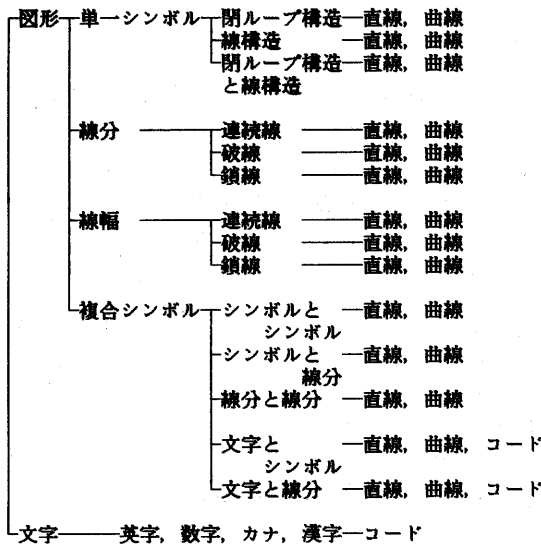 図形 単一シンボル 閉ループ構造 直線, 曲線
線構造 直線, 曲線
閉ループ構造 直線, 曲線
と線構造
線分 連続線 直線, 曲線
破線 直線, 曲線
鎖線 直線, 曲線
線幅 連続線 直線, 曲線
破線 直線, 曲線
鎖線 直線, 曲線
複合シンボル シンボルと 直線, 曲線
シンボル
シンボルと 直線, 曲線
線分
線分と線分 直線, 曲線
文字と 直線, 曲線, コード
シンボル
文字と線分 直線, 曲線, コード
文字 英字, 数字, カナ, 漢字 コード